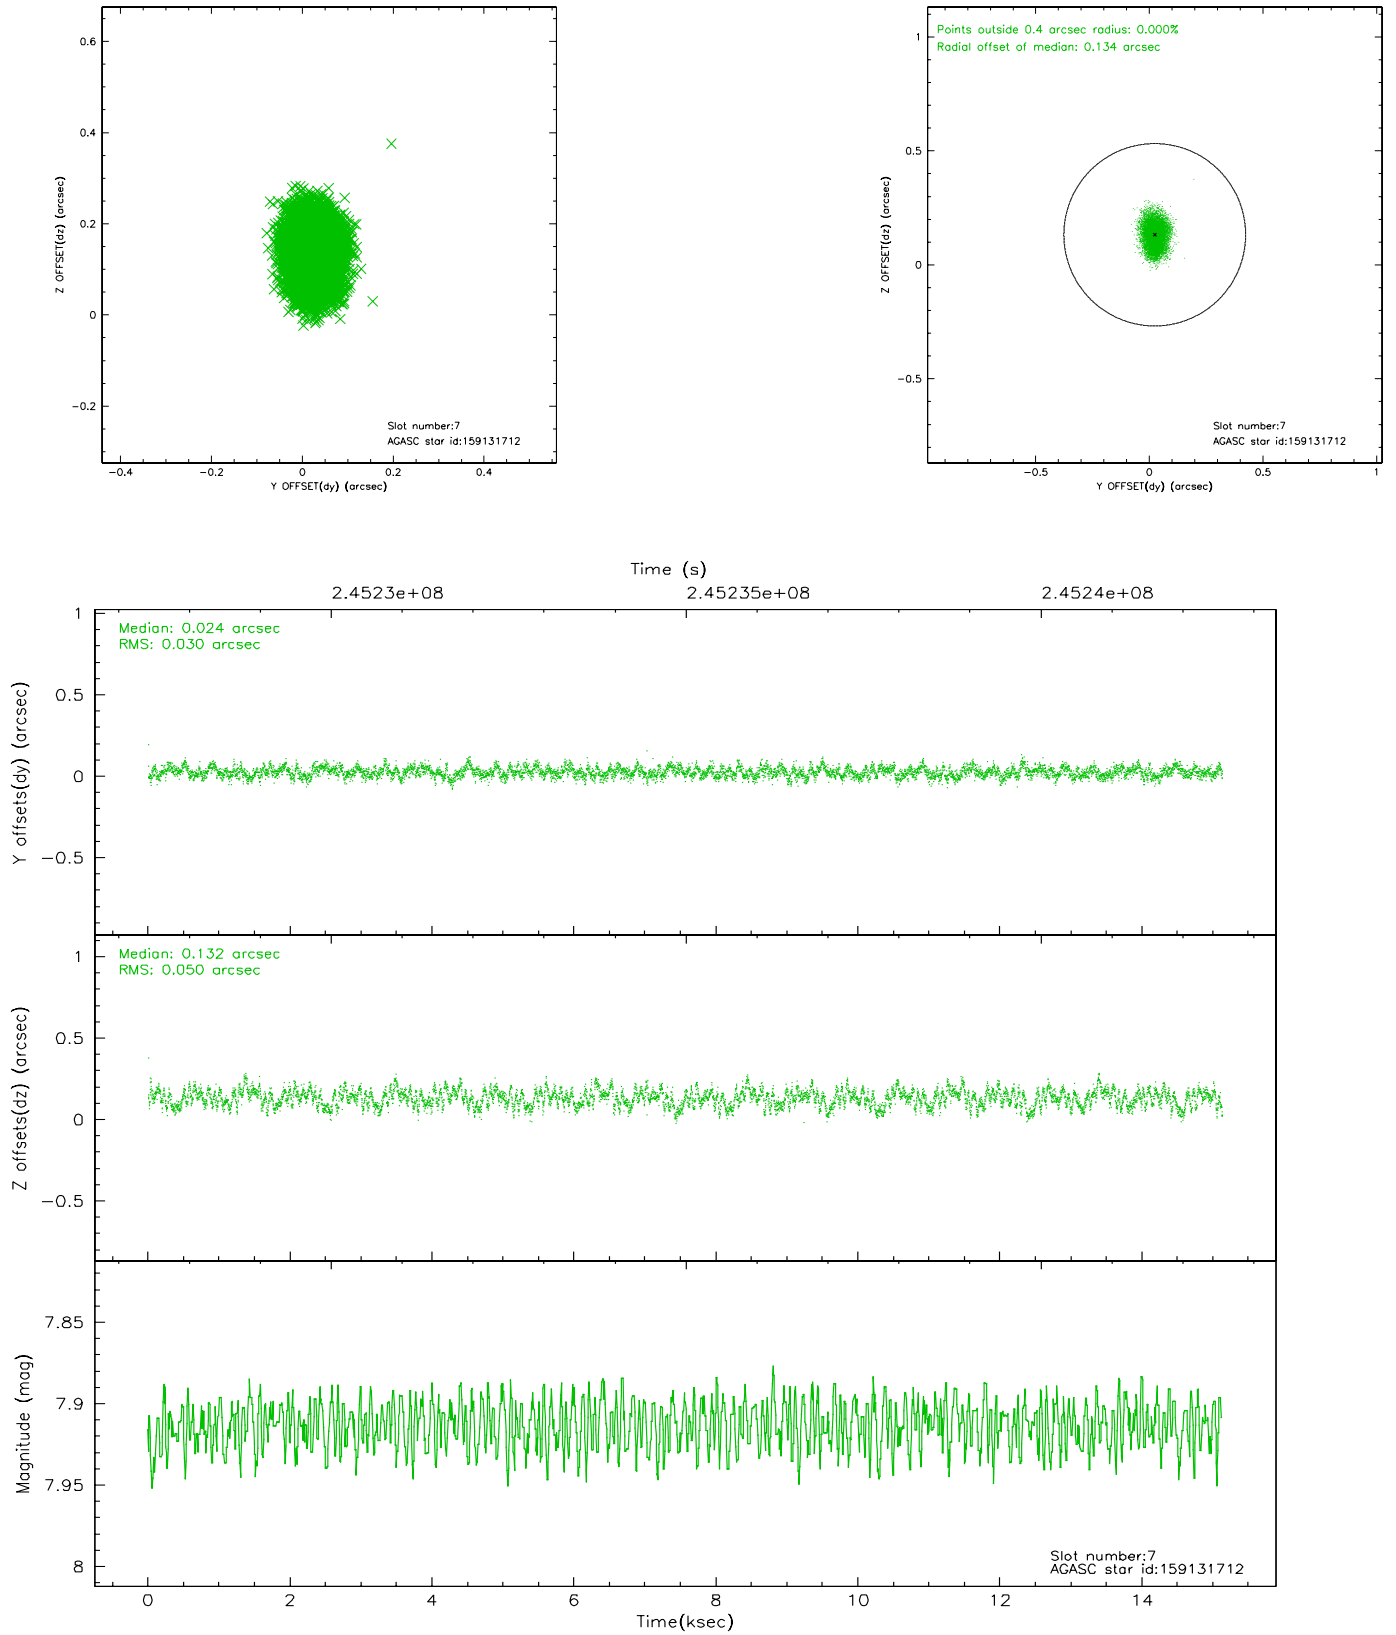 0.6
0.4
0.2
0
−0.2
Z OFFSET(dz) (arcsec)
Slot number:7
AGASC star id:159131712
−0.4 −0.2 0 0.2 0.4
Y OFFSET(dy) (arcsec)
Points outside 0.4 arcsec radius: 0.000%
Radial offset of median: 0.134 arcsec
1
0.5
0
−0.5
Z OFFSET(dz) (arcsec)
Slot number:7
AGASC star id:159131712
−0.5 0 0.5 1
Y OFFSET(dy) (arcsec)
Time (s)
2.4523e+08 2.45235e+08 2.4524e+08
Median: 0.024 arcsec
RMS: 0.030 arcsec
1
0.5
0
−0.5
Y offsets(dy) (arcsec)
Median: 0.132 arcsec
RMS: 0.050 arcsec
1
0.5
0
−0.5
Z offsets(dz) (arcsec)
7.85
7.9
7.95
8
Magnitude (mag)
Slot number:7
AGASC star id:159131712
0 2 4 6 8 10 12 14
Time(ksec)